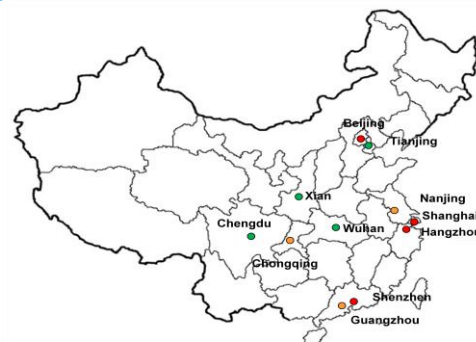 Beijing
Tianjing
Xian
Nanjing
Shanghai
Hangzhou
Chengdu
Wuhan
Chongqing
Shenzhen
Guangzhou